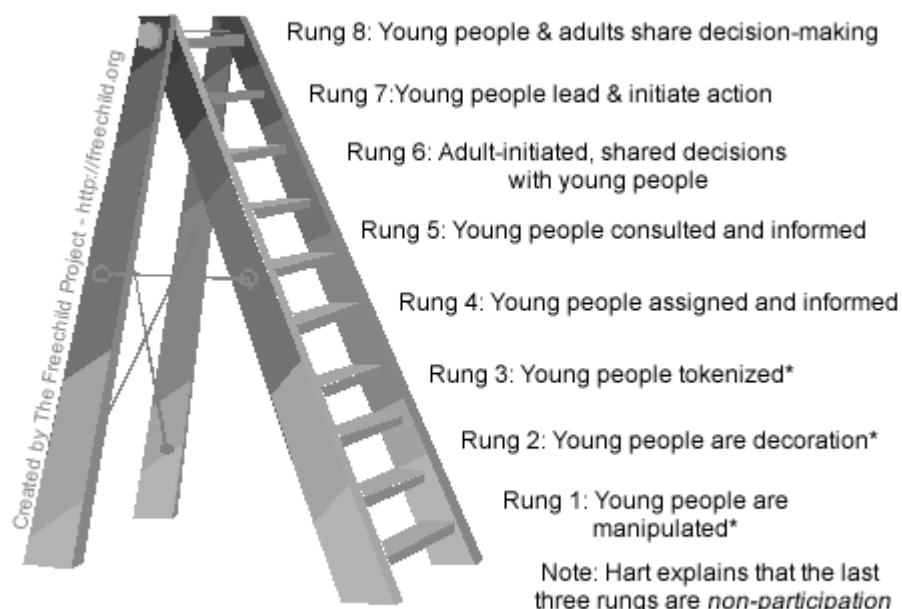 Rung 8: Young people & adults share decision-making
Rung 7:Young people lead & initiate action
Rung 6: Adult-initiated, shared decisions
with young people
Rung 5: Young people consulted and informed
Rung 4: Young people assigned and informed
Rung 3: Young people tokenized*
Rung 2: Young people are decoration*
Rung 1: Young people are
manipulated*
Note: Hart explains that the last
three rungs are non-participation
Created by The Freechild Project - http://freechild.org